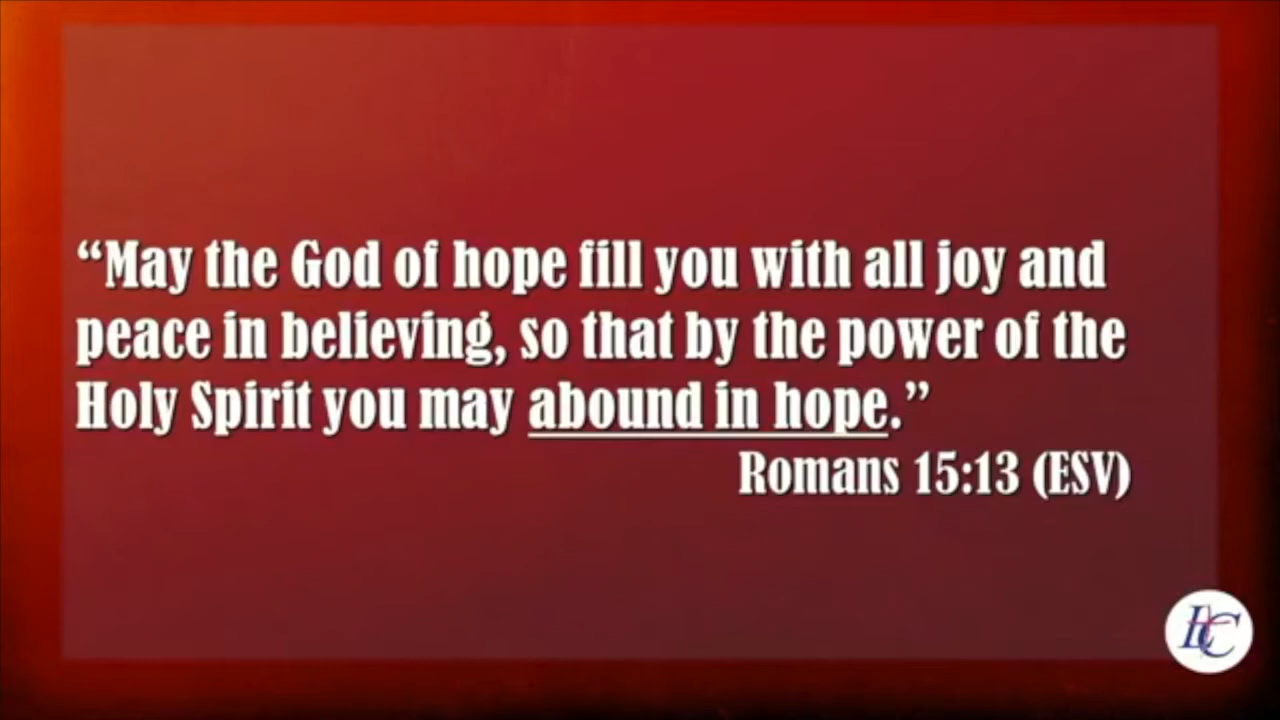 “May the God of hope fill you with all joy and
peace in believing, so that by the power of the
Holy Spirit you may abound in hope.”
Romans 15:13 (ESV)